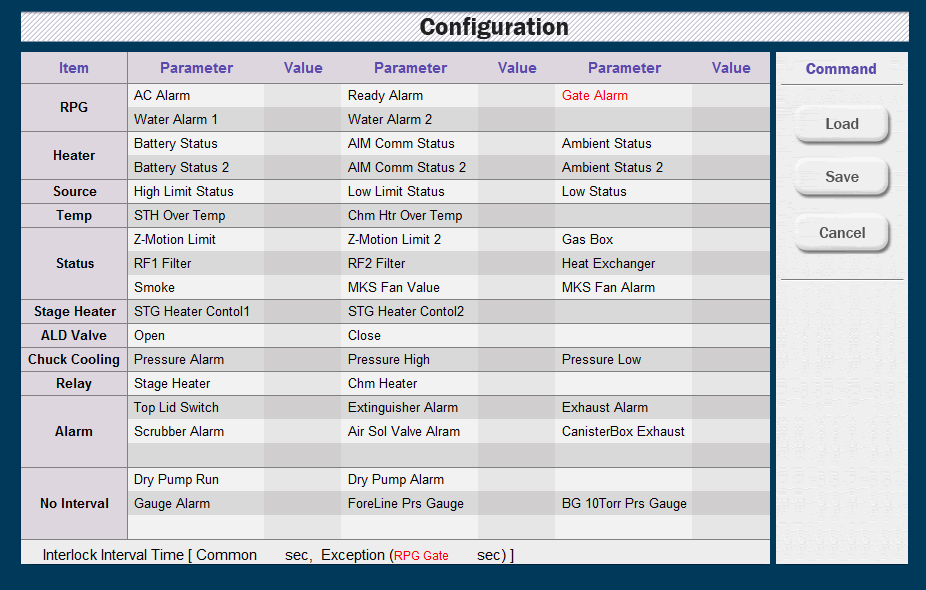 Configuration
Item Parameter Value Parameter Value Parameter Value Command
RPG AC Alarm Ready Alarm Gate Alarm
Water Alarm 1 Water Alarm 2
Load
Heater Battery Status AIM Comm Status Ambient Status
Battery Status 2 AIM Comm Status 2 Ambient Status 2
Save
Source High Limit Status Low Limit Status Low Status
Temp STH Over Temp Chm Htr Over Temp
Cancel
Status Z-Motion Limit Z-Motion Limit 2 Gas Box
RF1 Filter RF2 Filter Heat Exchanger
Smoke MKS Fan Value MKS Fan Alarm
Stage Heater STG Heater Contol1 STG Heater Contol2
ALD Valve Open Close
Chuck Cooling Pressure Alarm Pressure High Pressure Low
Relay Stage Heater Chm Heater
Alarm Top Lid Switch Extinguisher Alarm Exhaust Alarm
Scrubber Alarm Air Sol Valve Alram CanisterBox Exhaust
No Interval Dry Pump Run Dry Pump Alarm
Gauge Alarm ForeLine Prs Gauge BG 10Torr Prs Gauge
Interlock Interval Time [ Common sec, Exception (RPG Gate sec) ]